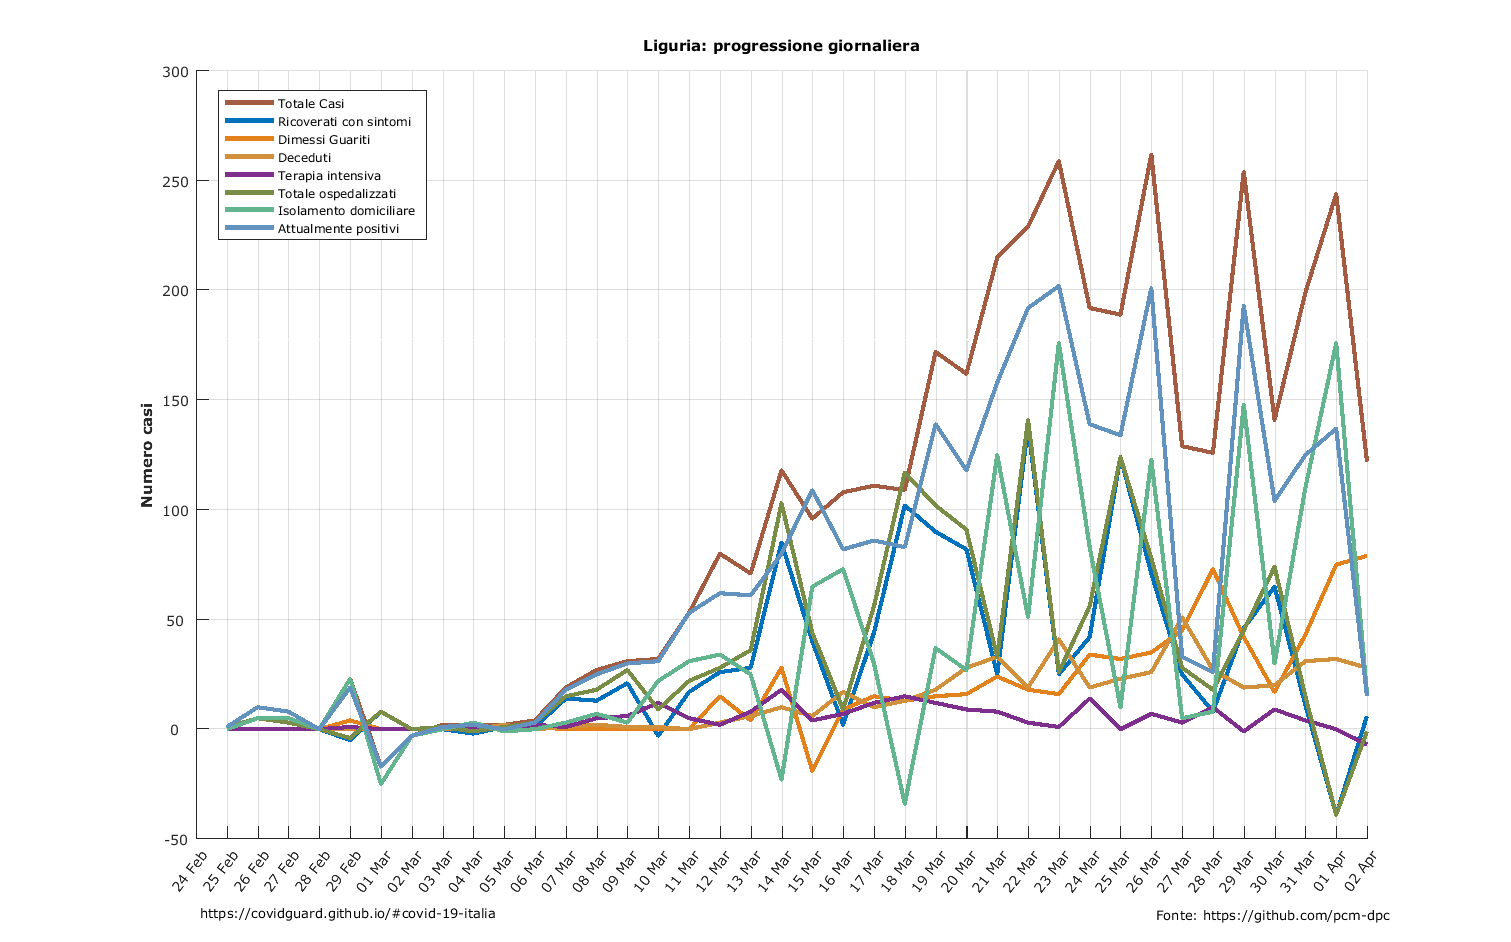 Liguria: progressione giornaliera
300
250
200
150
100
50
0
-50
Numero casi
Totale Casi
Ricoverati con sintomi
Dimessi Guariti
Deceduti
Terapia intensiva
Totale ospedalizzati
Isolamento domiciliare
Attualmente positivi
24 Feb
25 Feb
26 Feb
27 Feb
28 Feb
29 Feb
01 Mar
02 Mar
03 Mar
04 Mar
05 Mar
06 Mar
07 Mar
08 Mar
09 Mar
10 Mar
11 Mar
12 Mar
13 Mar
14 Mar
15 Mar
16 Mar
17 Mar
18 Mar
19 Mar
20 Mar
21 Mar
22 Mar
23 Mar
24 Mar
25 Mar
26 Mar
27 Mar
28 Mar
29 Mar
30 Mar
31 Mar
01 Apr
02 Apr
https://covidguard.github.io/#covid-19-italia
Fonte: https://github.com/pcm-dpc